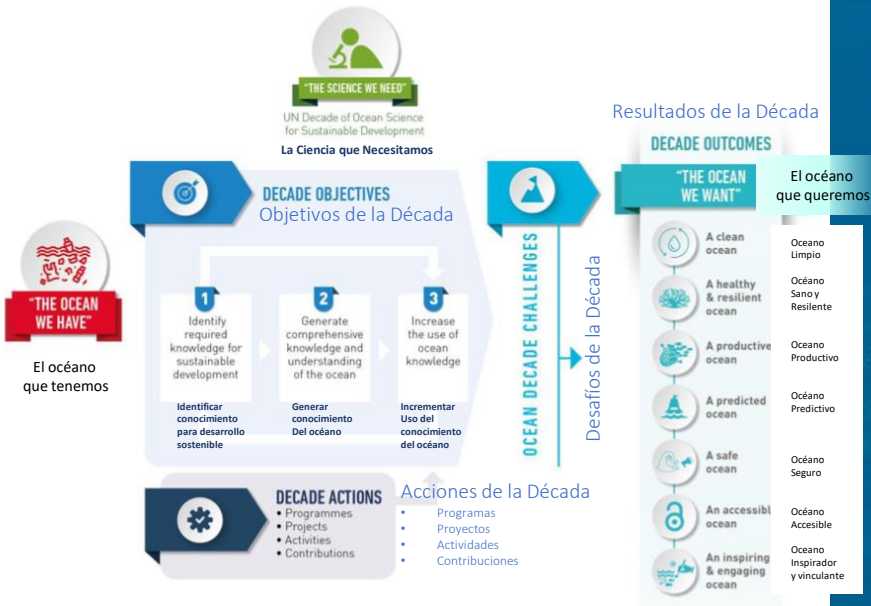 "THE SCIENCE WE NEED"
UN Decade of Ocean Science
for Sustainable Development
La Ciencia que Necesitamos
"THE OCEAN
WE HAVE"
El océano
que tenemos
DECADE OBJECTIVES
Objetivos de la Década
1
Identify
required
knowledge for
sustainable
development
Identificar
conocimiento
para desarrollo
sostenible
2
Generate
comprehensive
knowledge and
understanding
of the ocean
Generar
conocimiento
Del océano
3
Increase
the use of
ocean
knowledge
Incrementar
Uso del
conocimiento
del océano
DECADE ACTIONS
• Programmes
• Projects
• Activities
• Contributions
Acciones de la Década
• Programas
• Proyectos
• Actividades
• Contribuciones
OCEAN DECADE CHALLENGES
Desafíos de la Década
Resultados de la Década
DECADE OUTCOMES
"THE OCEAN
WE WANT"
El océano
que queremos
A clean
ocean
Oceano
Limpio
A healthy
& resilient
ocean
Océano
Sano y
Resilente
A productive
ocean
Oceano
Productivo
A predicted
ocean
Océano
Predictivo
A safe
ocean
Océano
Seguro
An accessibl
ocean
Océano
Accesible
An inspiring
& engaging
ocean
Oceano
Inspirador
y vinculante